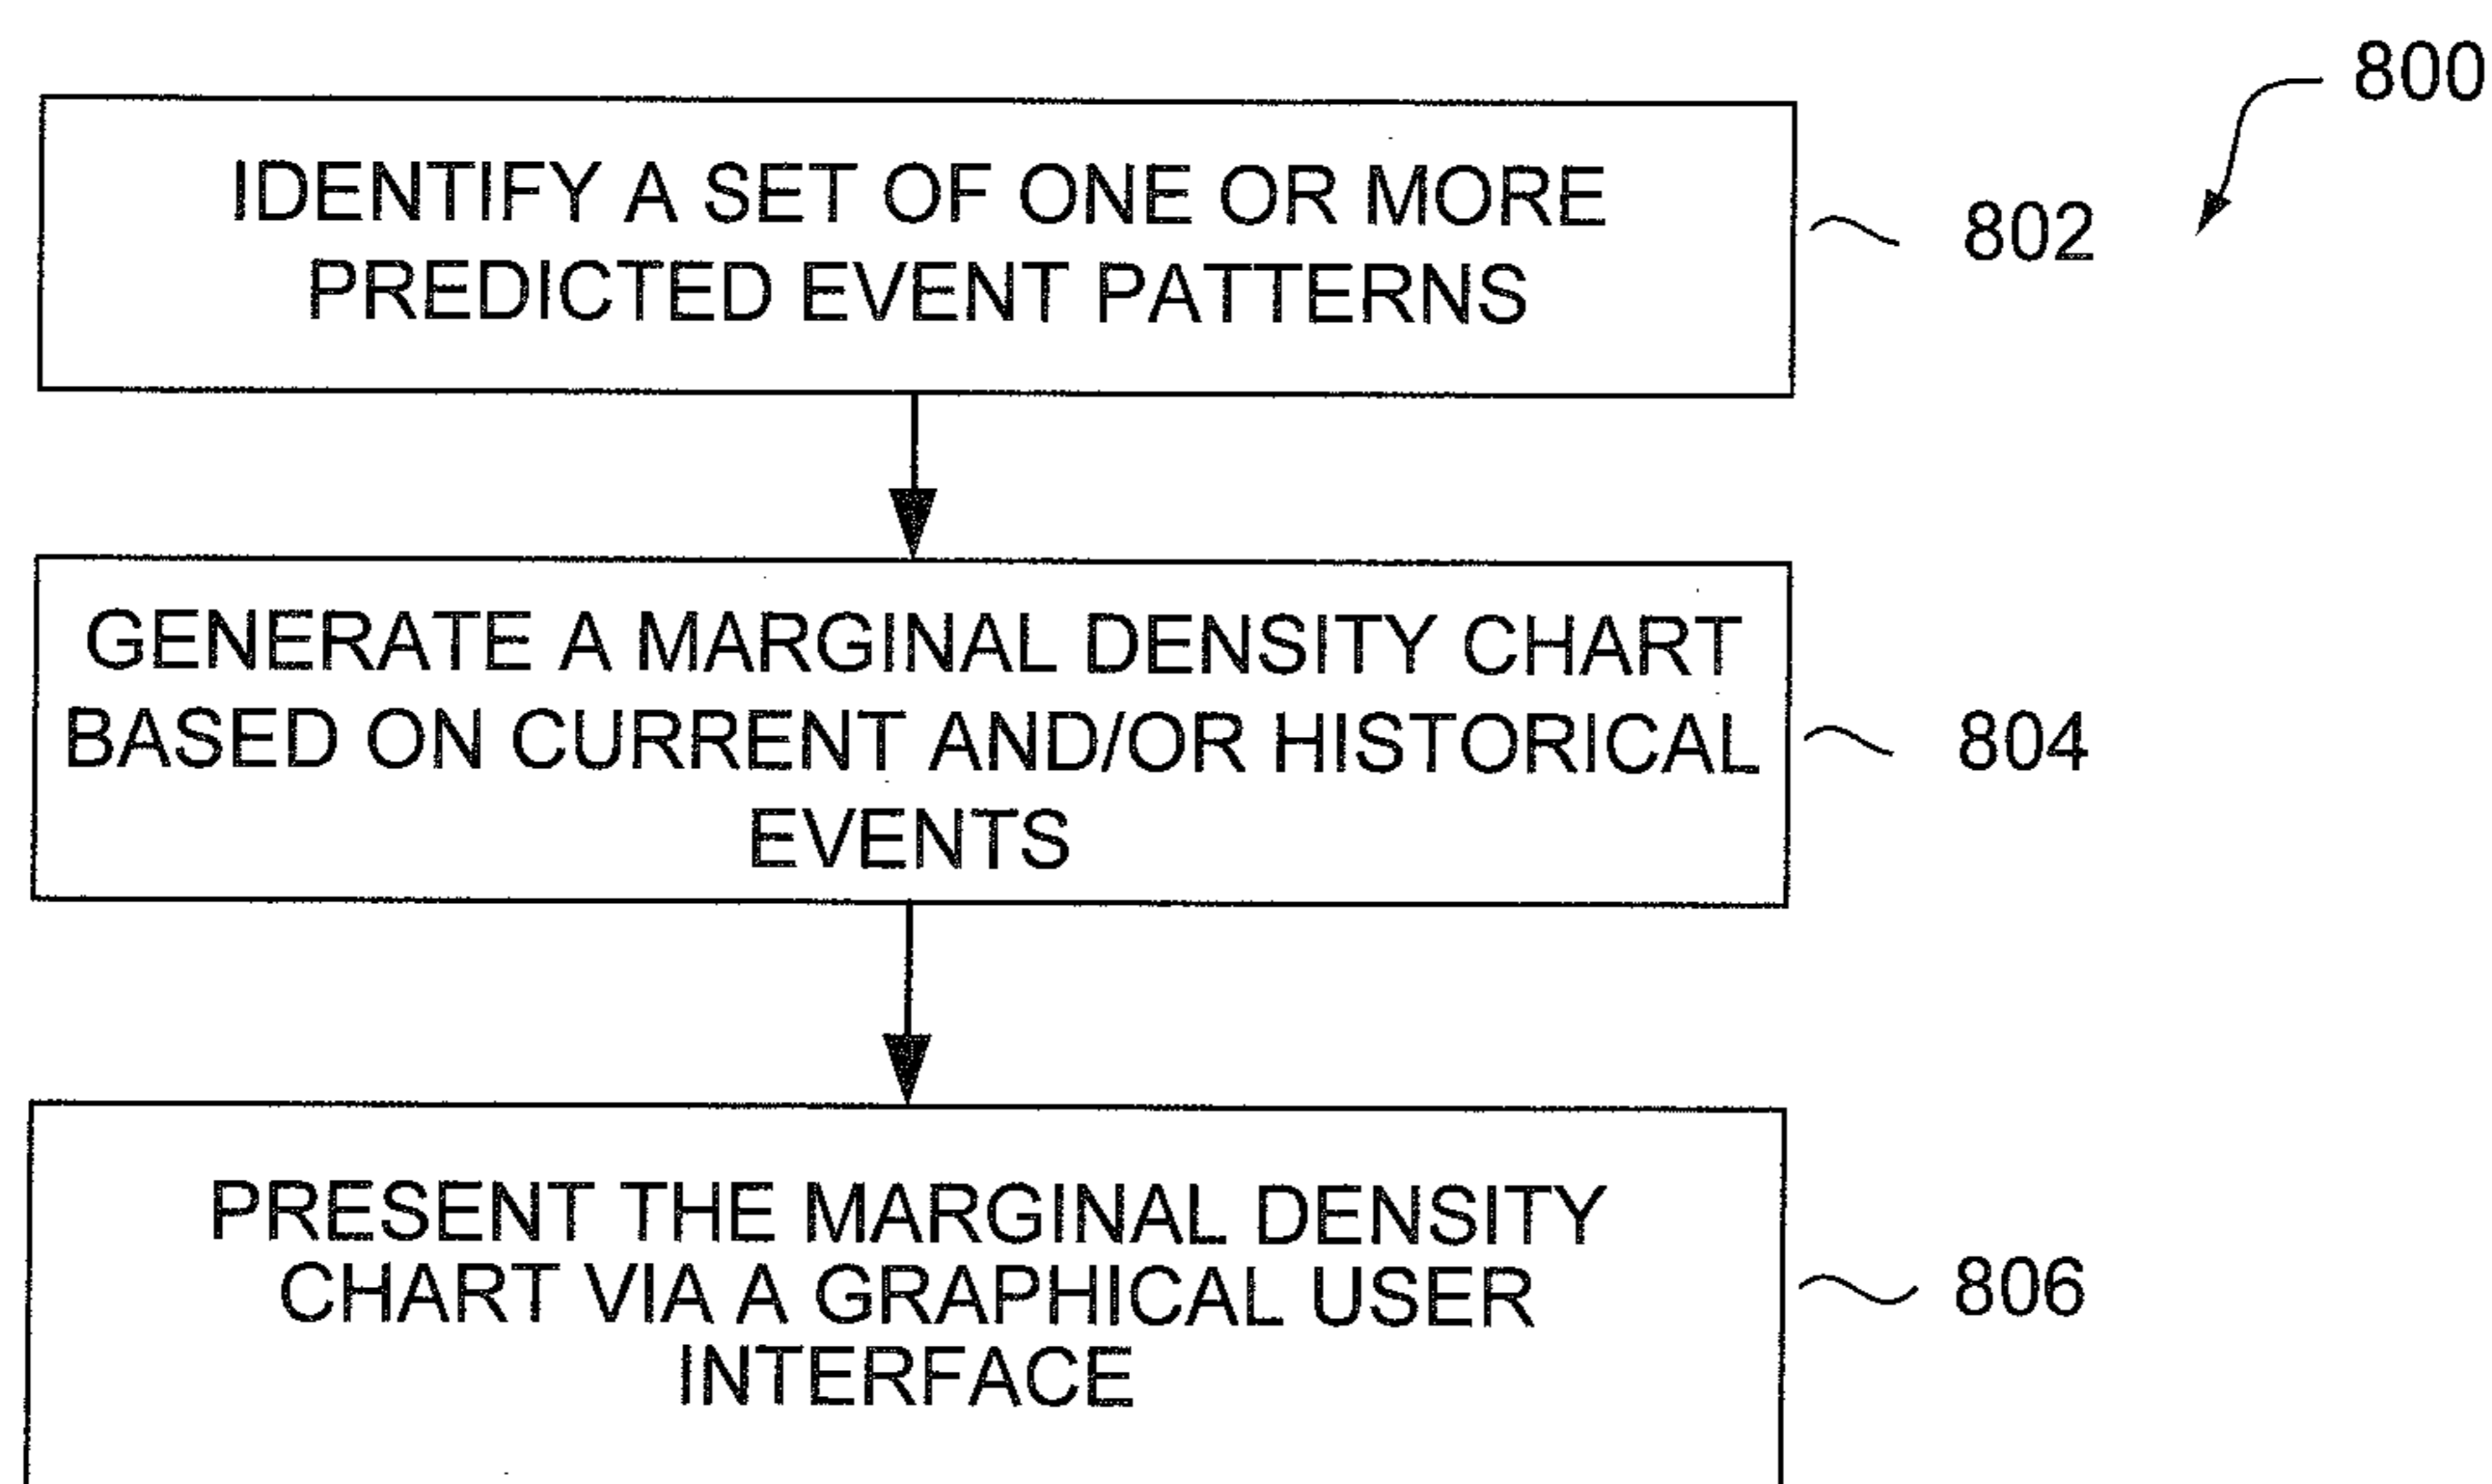 800
IDENTIFY A SET OF ONE OR MORE
PREDICTED EVENT PATTERNS
802
GENERATE A MARGINAL DENSITY CHART
BASED ON CURRENT AND/OR HISTORICAL
EVENTS
804
PRESENT THE MARGINAL DENSITY
CHART VIA A GRAPHICAL USER
INTERFACE
806